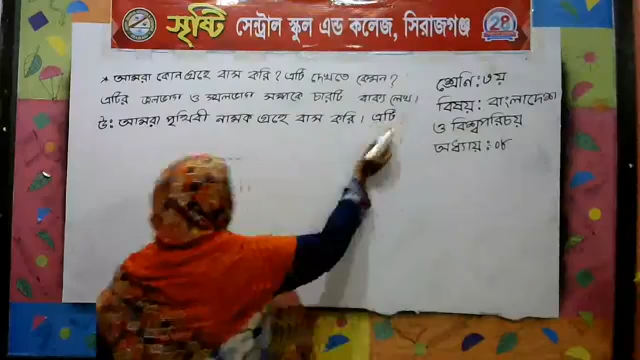 সৃষ্টি সেন্ট্রাল স্কুল এন্ড কলেজ, সিরাজগঞ্জ
* আমরা কোন গ্রহে বাস করি? এটি দেখতে কেমন?
এটির জলভাগ ও স্থলভাগ সম্পর্কে চারটি বাক্য লেখ।
উ: আমরা পৃথিবী নামক গ্রহে বাস করি। এটি
শ্রেণি: ৩য়
বিষয়: বাংলাদেশ
ও বিশ্বপরিচয়
অধ্যায়: ০৪